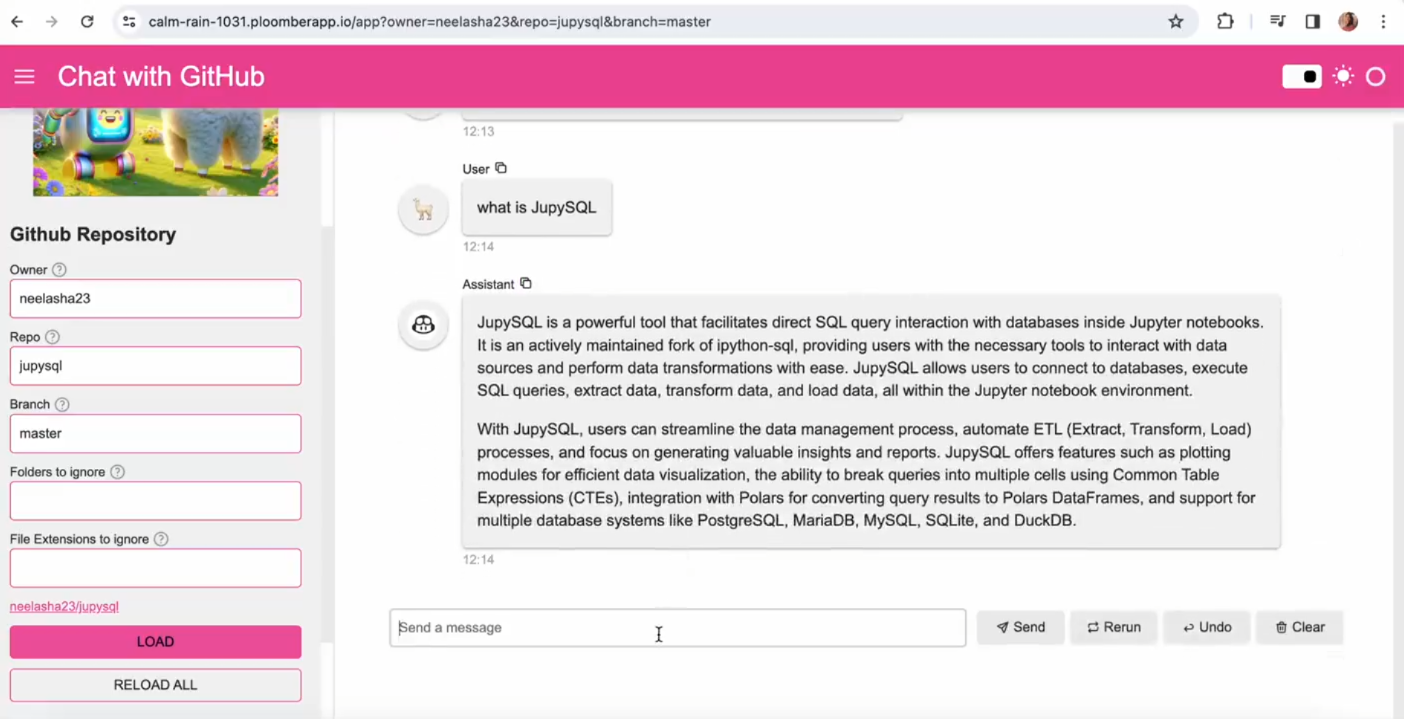 calm-rain-1031.ploomberapp.io/app?owner=neelasha23&repo=jupysql&branch=master
Chat with GitHub
Github Repository
Owner ?
neelasha23
Repo ?
jupysql
Branch ?
master
Folders to ignore ?
File Extensions to ignore ?
neelasha23/jupysql
LOAD
RELOAD ALL
12:13
User
what is JupySQL
12:14
Assistant
JupySQL is a powerful tool that facilitates direct SQL query interaction with databases inside Jupyter notebooks.
It is an actively maintained fork of ipython-sql, providing users with the necessary tools to interact with data
sources and perform data transformations with ease. JupySQL allows users to connect to databases, execute
SQL queries, extract data, transform data, and load data, all within the Jupyter notebook environment.
With JupySQL, users can streamline the data management process, automate ETL (Extract, Transform, Load)
processes, and focus on generating valuable insights and reports. JupySQL offers features such as plotting
modules for efficient data visualization, the ability to break queries into multiple cells using Common Table
Expressions (CTEs), integration with Polars for converting query results to Polars DataFrames, and support for
multiple database systems like PostgreSQL, MariaDB, MySQL, SQLite, and DuckDB.
12:14
Send a message
Send
Rerun
Undo
Clear